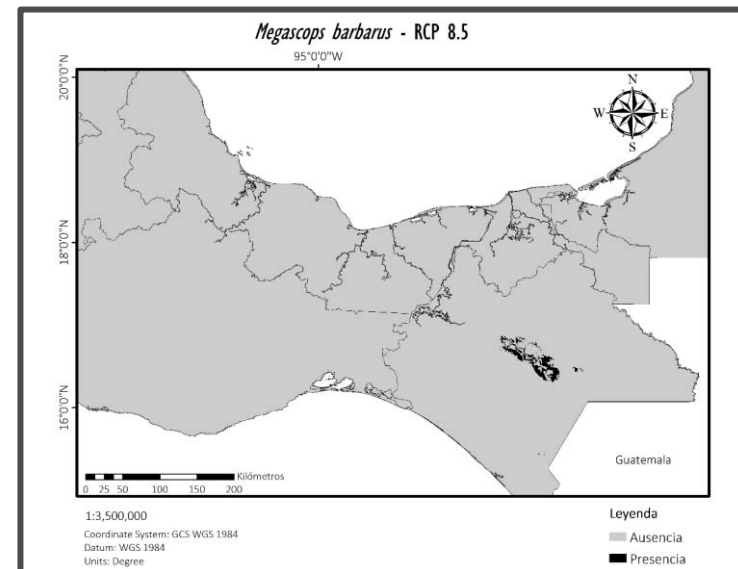 Megascops barbarus - RCP 8.5
95°0'0"W
20°0'0"N
18°0'0"N
16°0'0"N
N
W E
S
Guatemala
Kilómetros
0 25 50 100 150 200
1:3,500,000
Coordinate System: GCS WGS 1984
Datum: WGS 1984
Units: Degree
Leyenda
Ausencia
Presencia